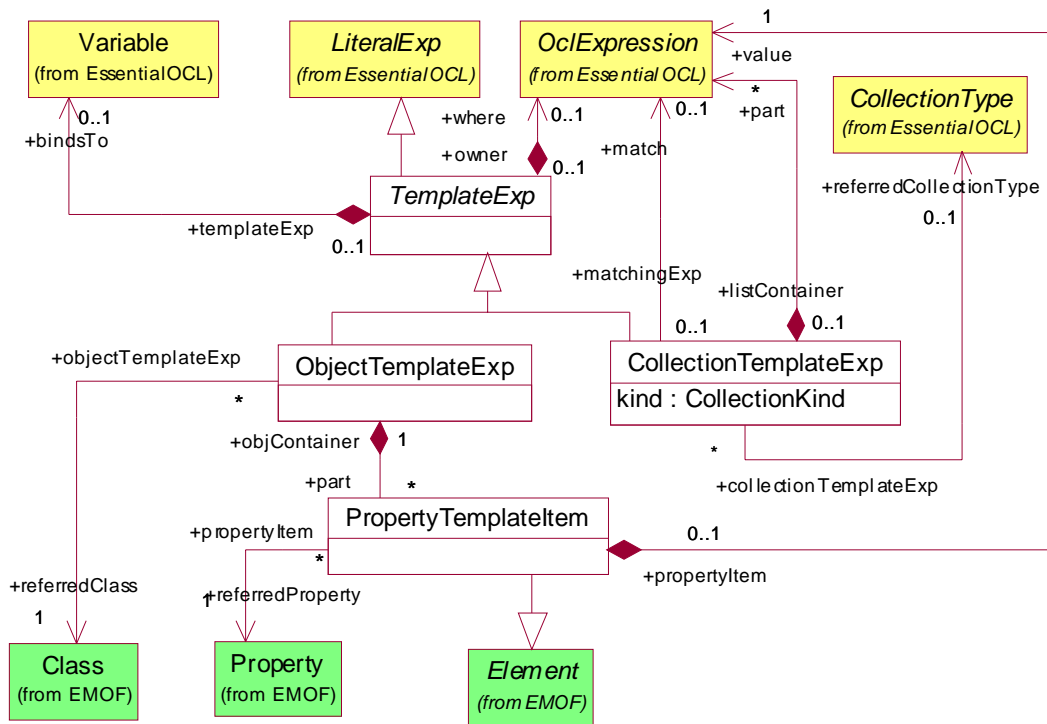 1
Variable
(from EssentialOCL)
LiteralExp
(from EssentialOCL)
OclExpression
(from EssentialOCL)
+value
CollectionType
(from EssentialOCL)
0..1
+bindsTo
+where
0..1
0..1
*
+part
+owner
0..1
+match
+referredCollectionType
0..1
TemplateExp
+templateExp
0..1
+matchingExp
+listContainer
0..1
0..1
+objectTemplateExp
*
ObjectTemplateExp
CollectionTemplateExp
kind : CollectionKind
+objContainer
1
*
+collectionTemplateExp
+part
*
PropertyTemplateItem
+propertyItem
*
0..1
+propertyItem
+referredClass
1
1
+referredProperty
Class
(from EMOF)
Property
(from EMOF)
Element
(from EMOF)